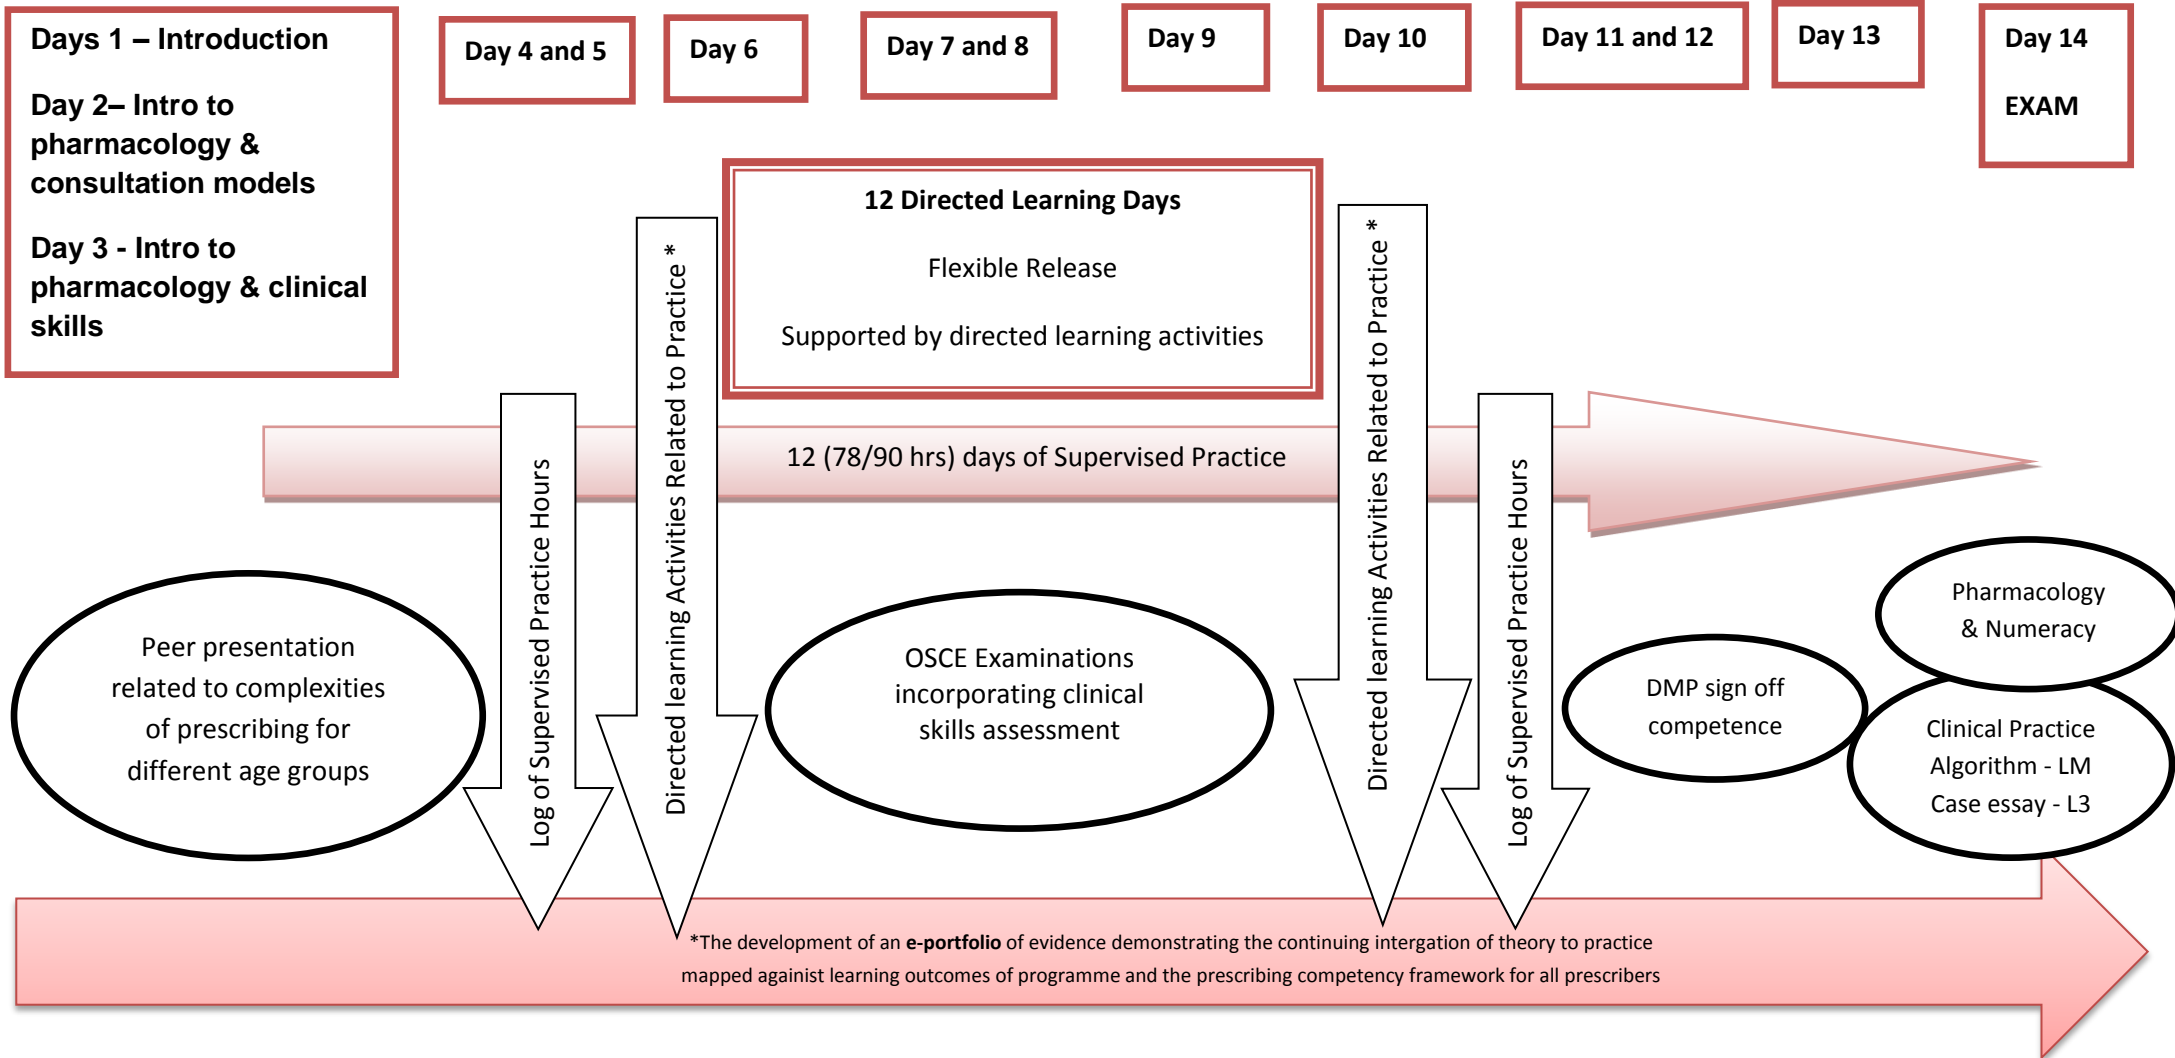 Days 1 – Introduction
Day 2– Intro to
pharmacology &
consultation models
Day 3 - Intro to
pharmacology & clinical
skills
Day 4 and 5
Day 6
Day 7 and 8
Day 9
Day 10
Day 11 and 12
Day 13
Day 14
EXAM
12 Directed Learning Days
Flexible Release
Supported by directed learning activities
12 (78/90 hrs) days of Supervised Practice
Log of Supervised Practice Hours
Directed learning Activities Related to Practice *
Directed learning Activities Related to Practice *
Log of Supervised Practice Hours
Peer presentation
related to complexities
of prescribing for
different age groups
OSCE Examinations
incorporating clinical
skills assessment
DMP sign off
competence
Pharmacology
& Numeracy
Clinical Practice
Algorithm - LM
Case essay - L3
*The development of an e-portfolio of evidence demonstrating the continuing intergation of theory to practice
mapped againist learning outcomes of programme and the prescribing competency framework for all prescribers